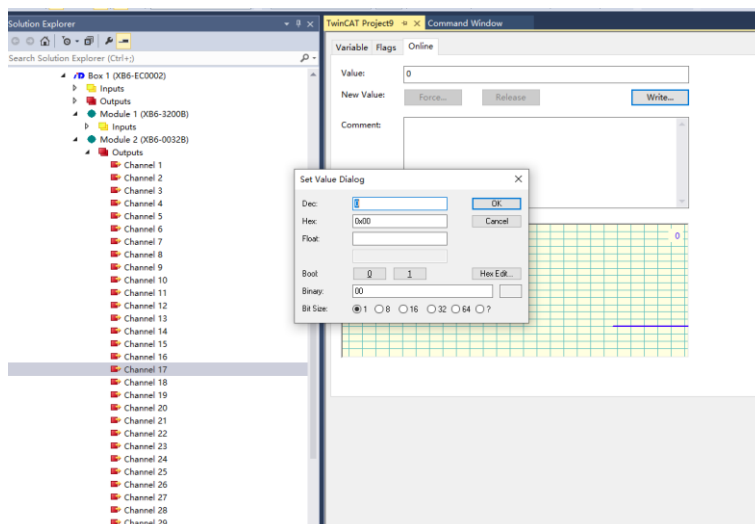 Solution Explorer
Search Solution Explorer (Ctrl+;)
Box 1 (XB6-EC0002)
Inputs
Outputs
Module 1 (XB6-3200B)
Inputs
Module 2 (XB6-0032B)
Outputs
Channel 1
Channel 2
Channel 3
Channel 4
Channel 5
Channel 6
Channel 7
Channel 8
Channel 9
Channel 10
Channel 11
Channel 12
Channel 13
Channel 14
Channel 15
Channel 16
Channel 17
Channel 18
Channel 19
Channel 20
Channel 21
Channel 22
Channel 23
Channel 24
Channel 25
Channel 26
Channel 27
Channel 28
Channel 29
TwinCAT Project9 Command Window
Variable Flags Online
Value: 0
New Value: Force... Release Write...
Comment:
0
Set Value Dialog
Dec: 0 OK
Hex: 0x00 Cancel
Float:
Bool: 0 1 Hex Edit...
Binary: 00
Bit Size: 1 8 16 32 64 ?